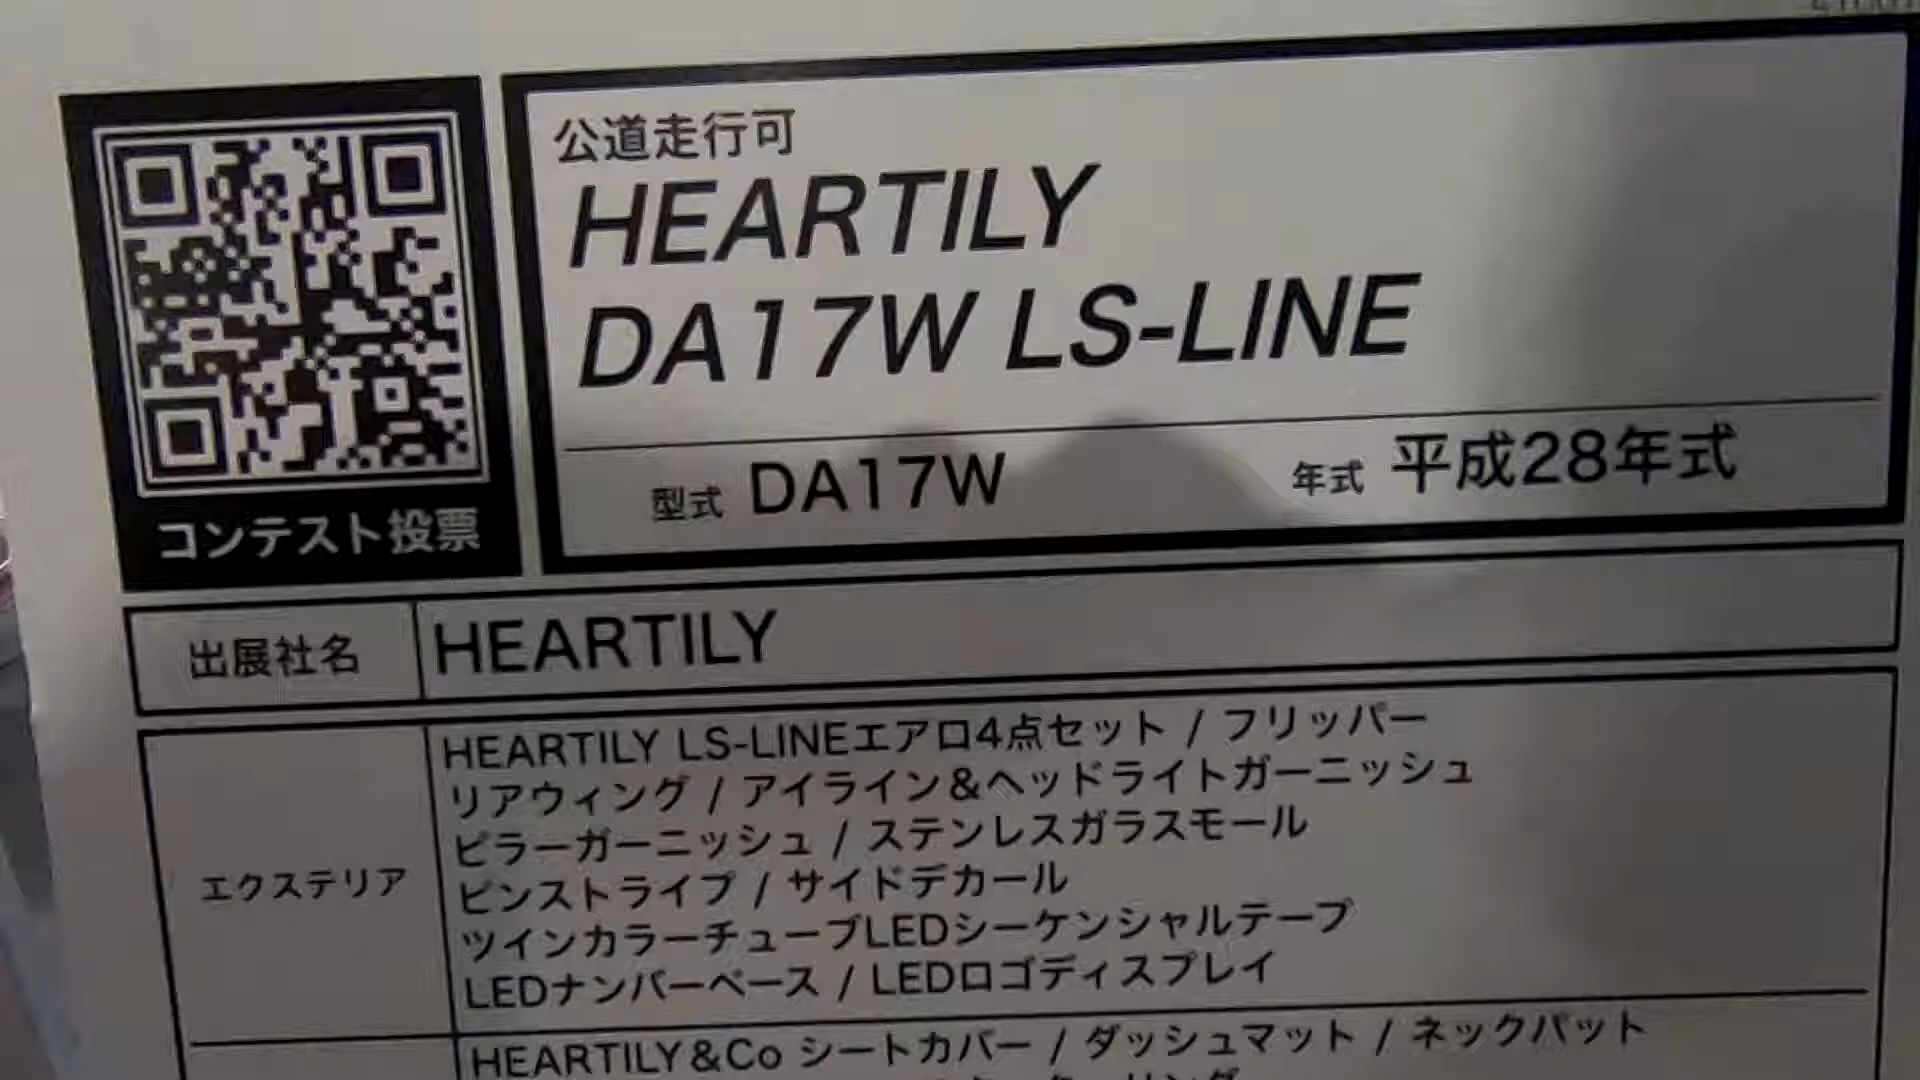 公道走行可
HEARTILY
DA17W LS-LINE
型式 DA17W 年式 平成28年式
コンテスト投票
出展社名 HEARTILY
エクステリア
HEARTILY LS-LINEエアロ4点セット / フリッパー
リアウィング / アイライン&ヘッドライトガーニッシュ
ピラーガーニッシュ / ステンレスガラスモール
ピンストライプ / サイドデカール
ツインカラーチューブLEDシーケンシャルテープ
LEDナンバーベース / LEDロゴディスプレイ
HEARTILY&Co シートカバー / ダッシュマット / ネックパット